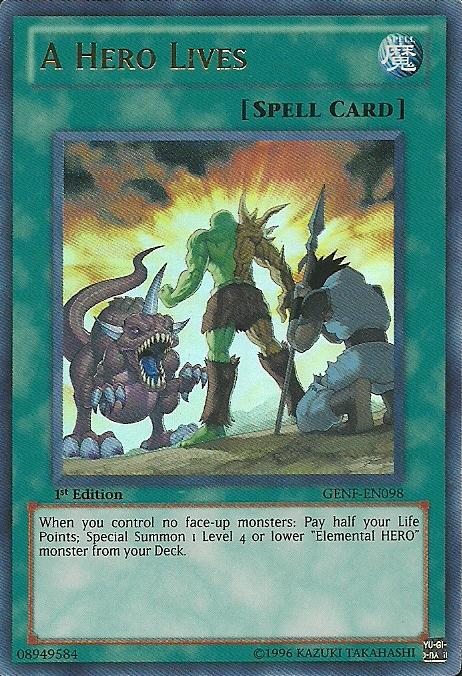 A Hero Lives
SPELL
魔
[Spell Card]
1st Edition
GENF-EN098
When you control no face-up monsters: Pay half your Life
Points; Special Summon 1 Level 4 or lower "Elemental HERO"
monster from your Deck.
08949584
©1996 KAZUKI TAKAHASHI